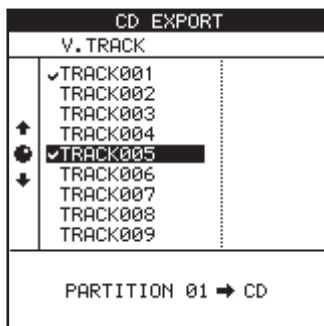 CD EXPORT
V.TRACK
✓TRACK001
TRACK002
TRACK003
TRACK004
✓TRACK005
TRACK006
TRACK007
TRACK008
TRACK009
PARTITION 01 ➡ CD